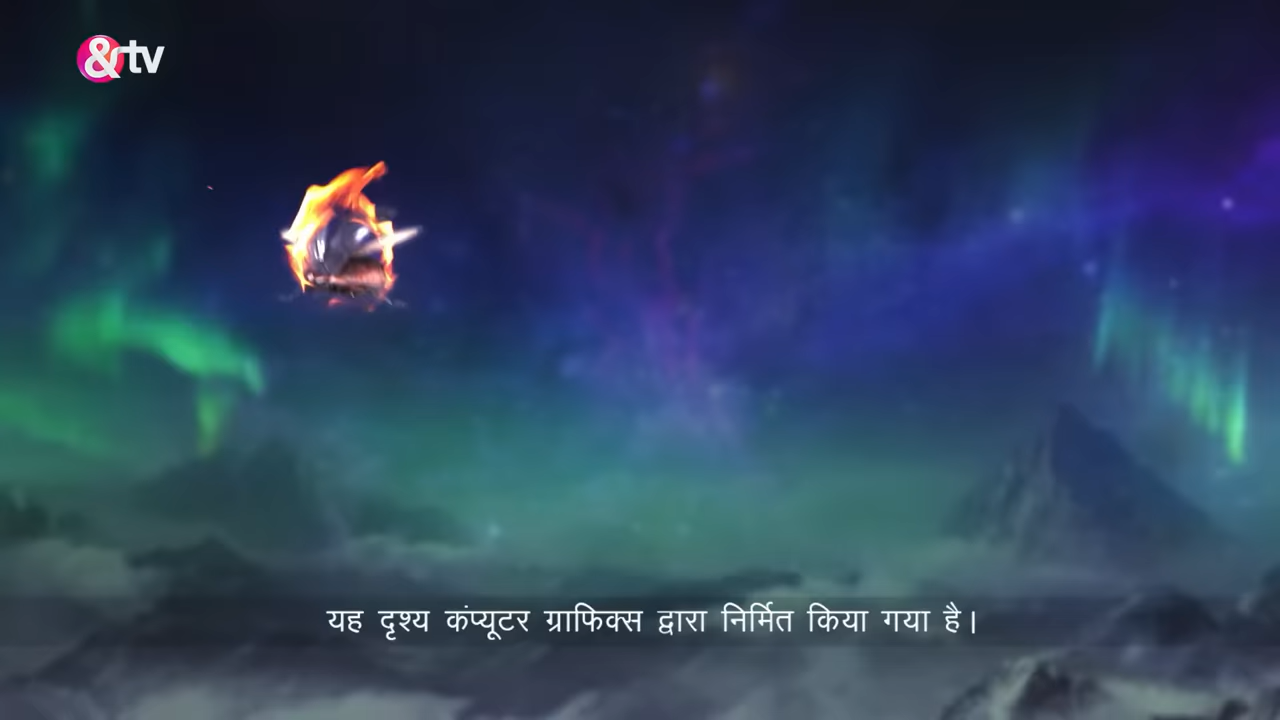 &tv
यह दृश्य कंप्यूटर ग्राफिक्स द्वारा निर्मित किया गया है।